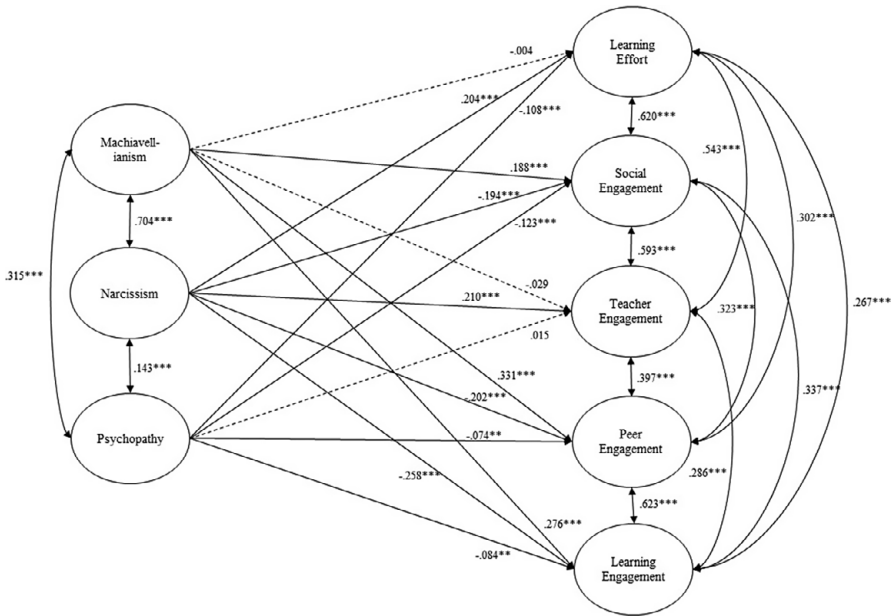 Learning
Effort
-.004
.204***
-.108***
.620***
Machiavell-
ianism
.543***
.188***
Social
Engagement
-.194***
.302***
.704***
-.123***
.593***
.315***
Narcissism
-.029
.210***
Teacher
Engagement
.323***
.267***
.015
.143***
.331***
.397***
.337***
-.202***
Psychopathy
-.074**
Peer
Engagement
.286***
-.258***
.623***
.276***
-.084**
Learning
Engagement